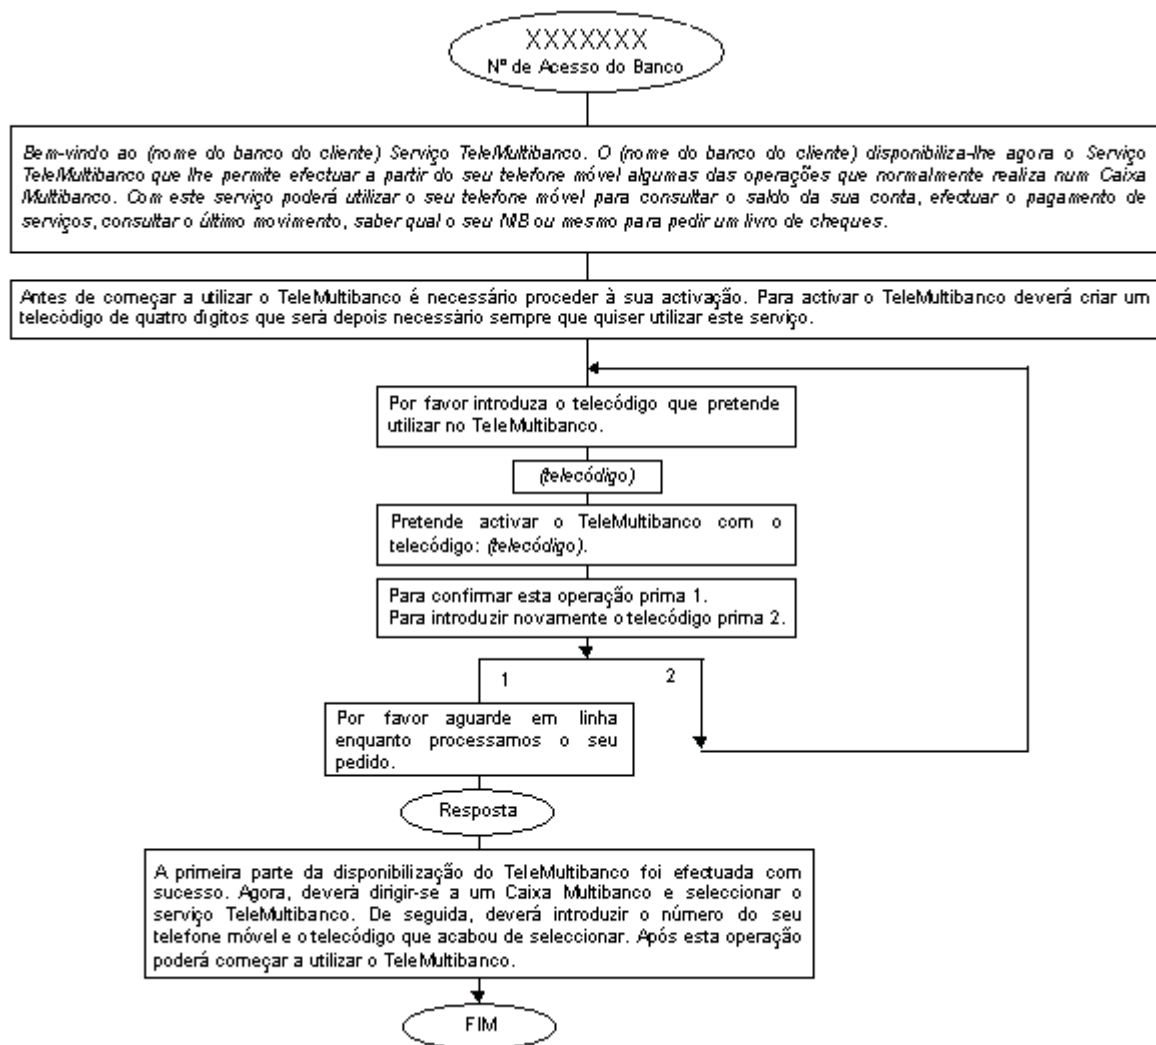 XXXXXXX
Nº de Acesso do Banco
Bem-vindo ao (nome do banco do cliente) Serviço TeleMultibanco. O (nome do banco do cliente) disponibiliza-lhe agora o Serviço
TeleMultibanco que lhe permite efectuar a partir do seu telefone móvel algumas das operações que normalmente realiza num Caixa
Multibanco. Com este serviço poderá utilizar o seu telefone móvel para consultar o saldo da sua conta, efectuar o pagamento de
serviços, consultar o último movimento, saber qual o seu NIB ou mesmo para pedir um livro de cheques.
Antes de começar a utilizar o TeleMultibanco é necessário proceder à sua activação. Para activar o TeleMultibanco deverá criar um
telecódigo de quatro dígitos que será depois necessário sempre que quiser utilizar este serviço.
Por favor introduza o telecódigo que pretende
utilizar no TeleMultibanco.
(telecódigo)
Pretende activar o TeleMultibanco com o
telecódigo: (telecódigo).
Para confirmar esta operação prima 1.
Para introduzir novamente o telecódigo prima 2.
1
2
Por favor aguarde em linha
enquanto processamos o seu
pedido.
Resposta
A primeira parte da disponibilização do TeleMultibanco foi efectuada com
sucesso. Agora, deverá dirigir-se a um Caixa Multibanco e seleccionar o
serviço TeleMultibanco. De seguida, deverá introduzir o número do seu
telefone móvel e o telecódigo que acabou de seleccionar. Após esta operação
poderá começar a utilizar o TeleMultibanco.
FIM